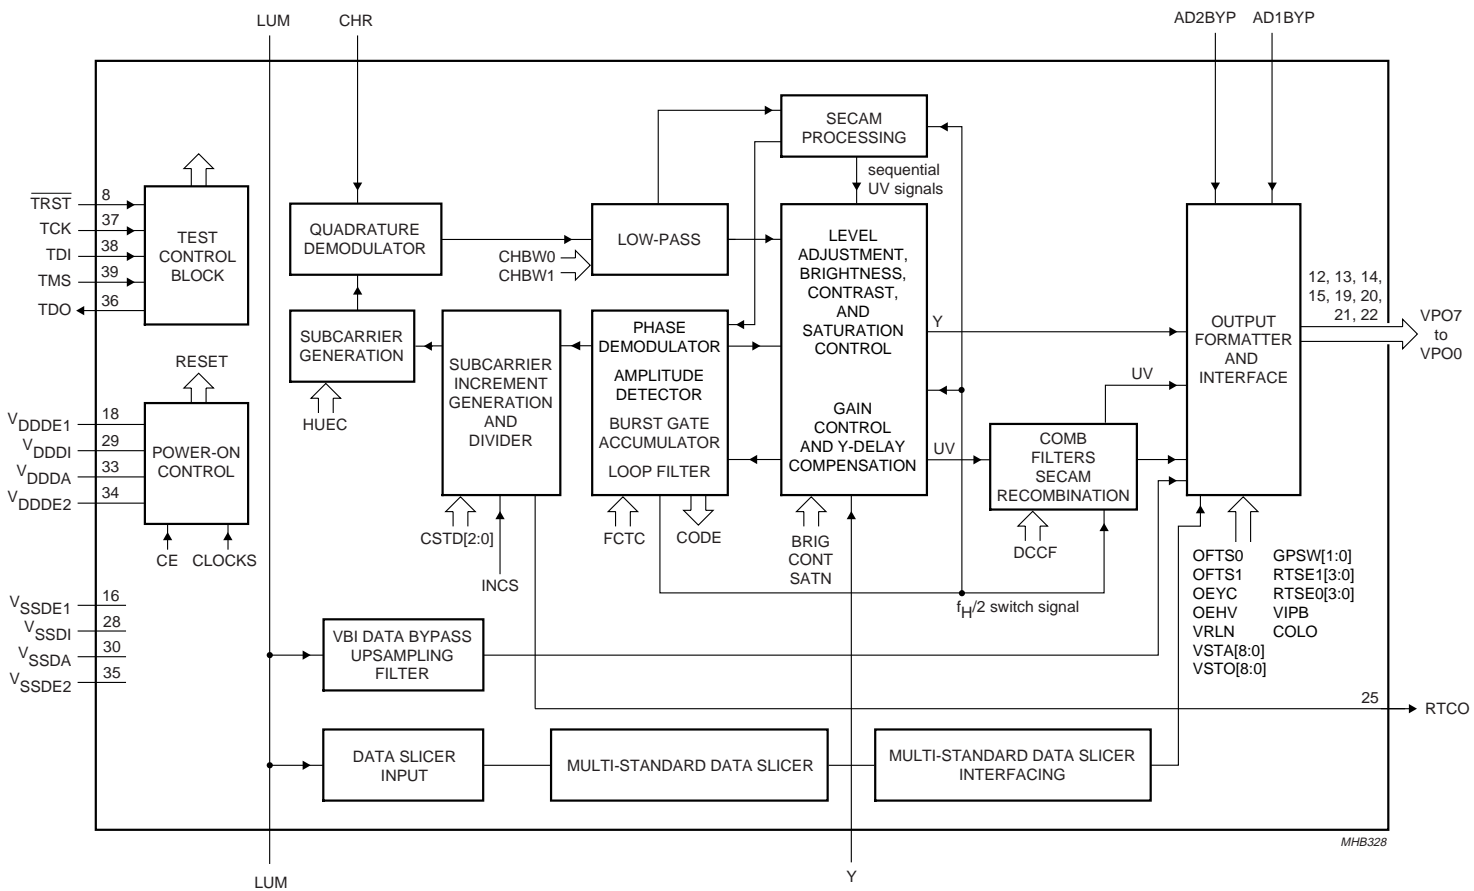 LUM
CHR
AD2BYP
AD1BYP
SECAM
PROCESSING
sequential
UV signals
TRST
8
TCK
37
TDI
38
TMS
39
TDO
36
TEST
CONTROL
BLOCK
QUADRATURE
DEMODULATOR
CHBW0
CHBW1
LOW-PASS
LEVEL
ADJUSTMENT,
BRIGHTNESS,
CONTRAST,
AND
SATURATION
CONTROL
GAIN
CONTROL
AND Y-DELAY
COMPENSATION
Y
UV
UV
OUTPUT
FORMATTER
AND
INTERFACE
12, 13, 14,
15, 19, 20,
21, 22
VPO7
to
VPO0
SUBCARRIER
GENERATION
HUEC
SUBCARRIER
INCREMENT
GENERATION
AND
DIVIDER
PHASE
DEMODULATOR
AMPLITUDE
DETECTOR
BURST GATE
ACCUMULATOR
LOOP FILTER
COMB
FILTERS
SECAM
RECOMBINATION
RESET
VDDDE1
18
VDDDI
29
VDDDA
33
VDDDE2
34
POWER-ON
CONTROL
CE
CLOCKS
CSTD[2:0]
INCS
FCTC
CODE
BRIG
CONT
SATN
DCCF
fH/2 switch signal
OFTS0
OFTS1
OEYC
OEHV
VRLN
VSTA[8:0]
VSTO[8:0]
GPSW[1:0]
RTSE1[3:0]
RTSE0[3:0]
VIPB
COLO
VSSDE1
16
VSSDI
28
VSSDA
30
VSSDE2
35
VBI DATA BYPASS
UPSAMPLING
FILTER
25
RTCO
DATA SLICER
INPUT
MULTI-STANDARD DATA SLICER
MULTI-STANDARD DATA SLICER
INTERFACING
MHB328
LUM
Y